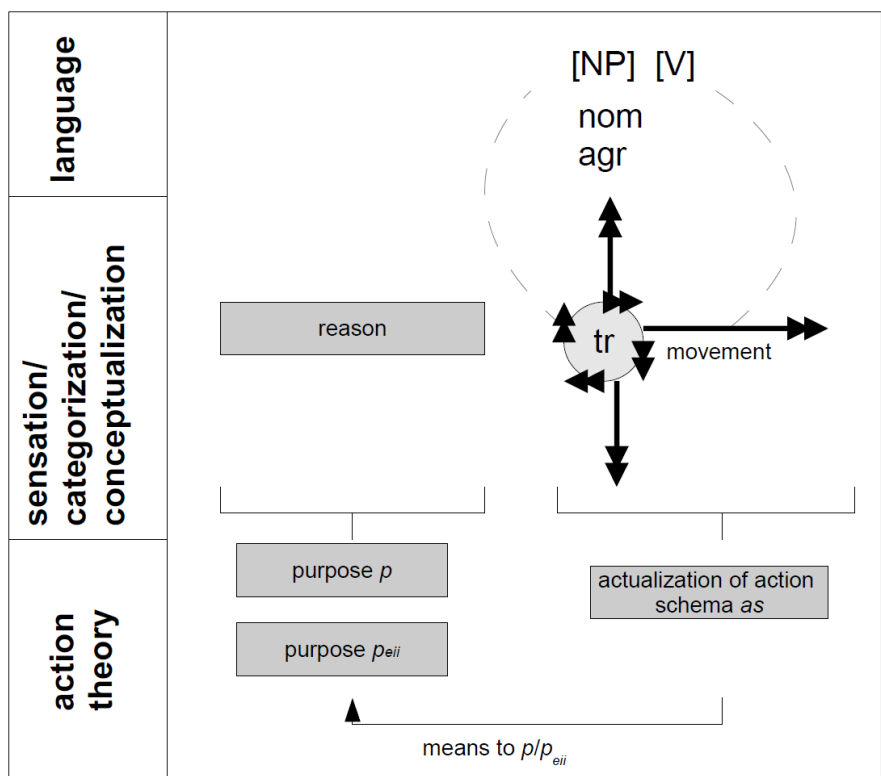 language
[NP] [V]
nom
agr
sensation/
categorization/
conceptualization
reason
tr
movement
action
theory
purpose p
purpose peii
actualization of action
schema as
means to p/peii